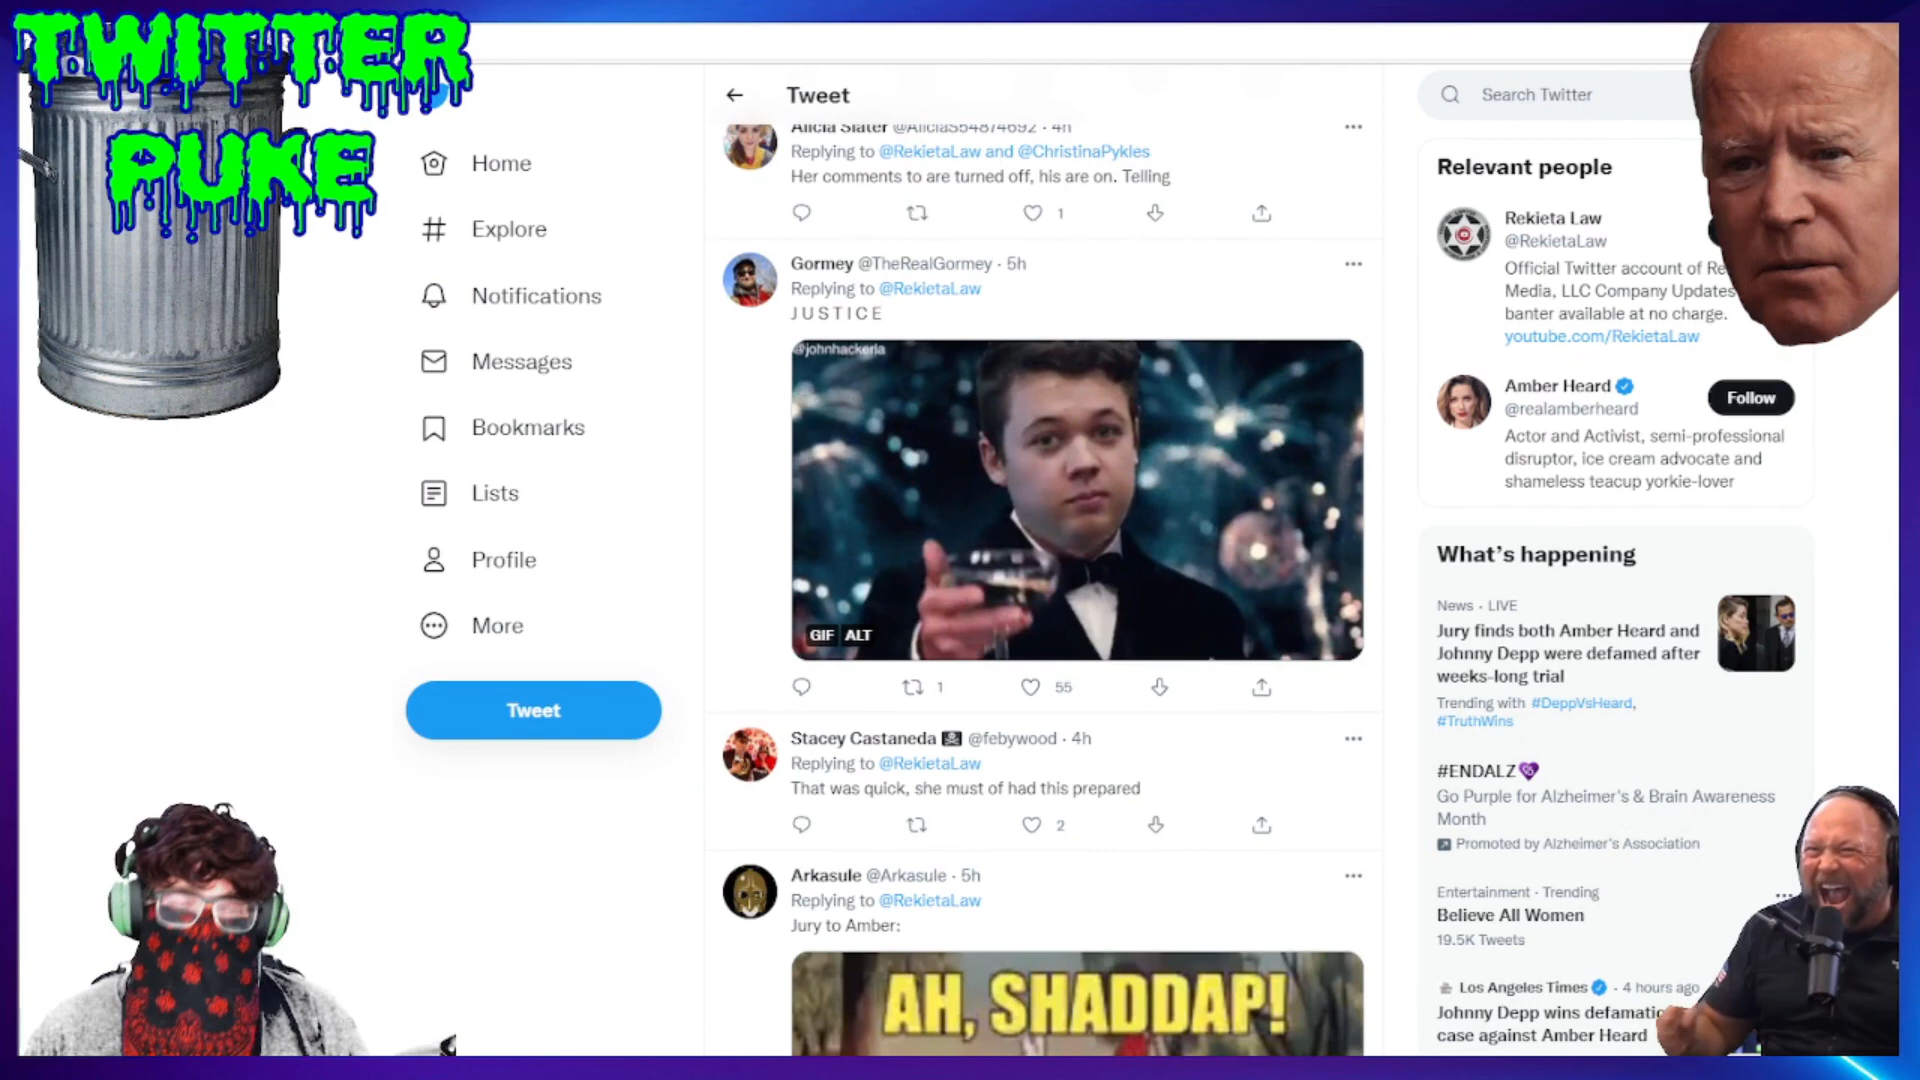 TWITTER
PUKE
Home
Explore
Notifications
Messages
Bookmarks
Lists
Profile
More
Tweet
Tweet
Alicia Slater @AliciaS54874692 · 4h
Replying to @RekietaLaw and @ChristinaPykles
Her comments to are turned off, his are on. Telling
1
Gormey @TheRealGormey · 5h
Replying to @RekietaLaw
J U S T I C E
@johnhackerla
GIF ALT
1
55
Stacey Castaneda @febywood · 4h
Replying to @RekietaLaw
That was quick, she must of had this prepared
2
Arkasule @Arkasule · 5h
Replying to @RekietaLaw
Jury to Amber:
AH, SHADDAP!
Search Twitter
Relevant people
Rekieta Law
@RekietaLaw
Official Twitter account of Re
Media, LLC Company Updates
banter available at no charge.
youtube.com/RekietaLaw
Amber Heard
@realamberheard
Follow
Actor and Activist, semi-professional
disruptor, ice cream advocate and
shameless teacup yorkie-lover
What's happening
News · LIVE
Jury finds both Amber Heard and
Johnny Depp were defamed after
weeks-long trial
Trending with #DeppVsHeard,
#TruthWins
#ENDALZ
Go Purple for Alzheimer's & Brain Awareness
Month
Promoted by Alzheimer's Association
Entertainment · Trending
Believe All Women
19.5K Tweets
Los Angeles Times · 4 hours ago
Johnny Depp wins defamatio
case against Amber Heard